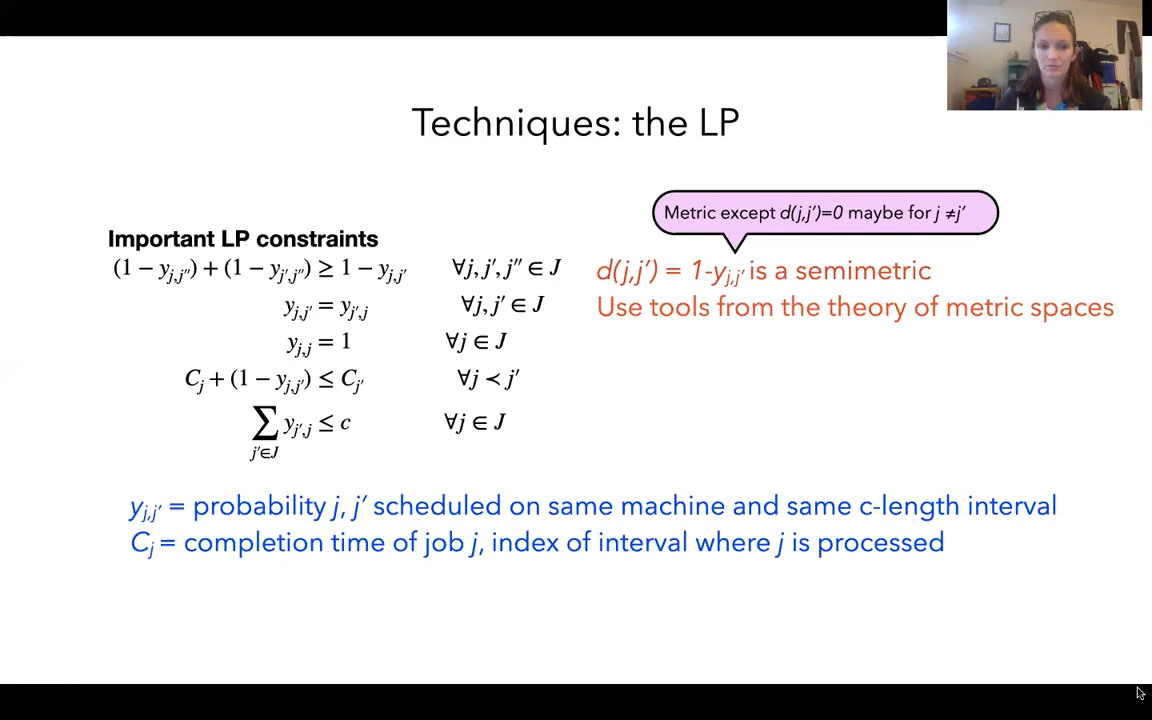 Techniques: the LP
Metric except d(j,j′)=0 maybe for j ≠j′
Important LP constraints
(1 − y_{j,j″}) + (1 − y_{j′,j″}) ≥ 1 − y_{j,j′} ∀j, j′, j″ ∈ J
d(j,j′) = 1-y_{j,j′} is a semimetric
y_{j,j′} = y_{j′,j} ∀j, j′ ∈ J
Use tools from the theory of metric spaces
y_{j,j} = 1 ∀j ∈ J
C_j + (1 − y_{j,j′}) ≤ C_{j′} ∀j ≺ j′
∑_{j′∈J} y_{j′,j} ≤ c ∀j ∈ J
y_{j,j′} = probability j, j′ scheduled on same machine and same c-length interval
C_j = completion time of job j, index of interval where j is processed